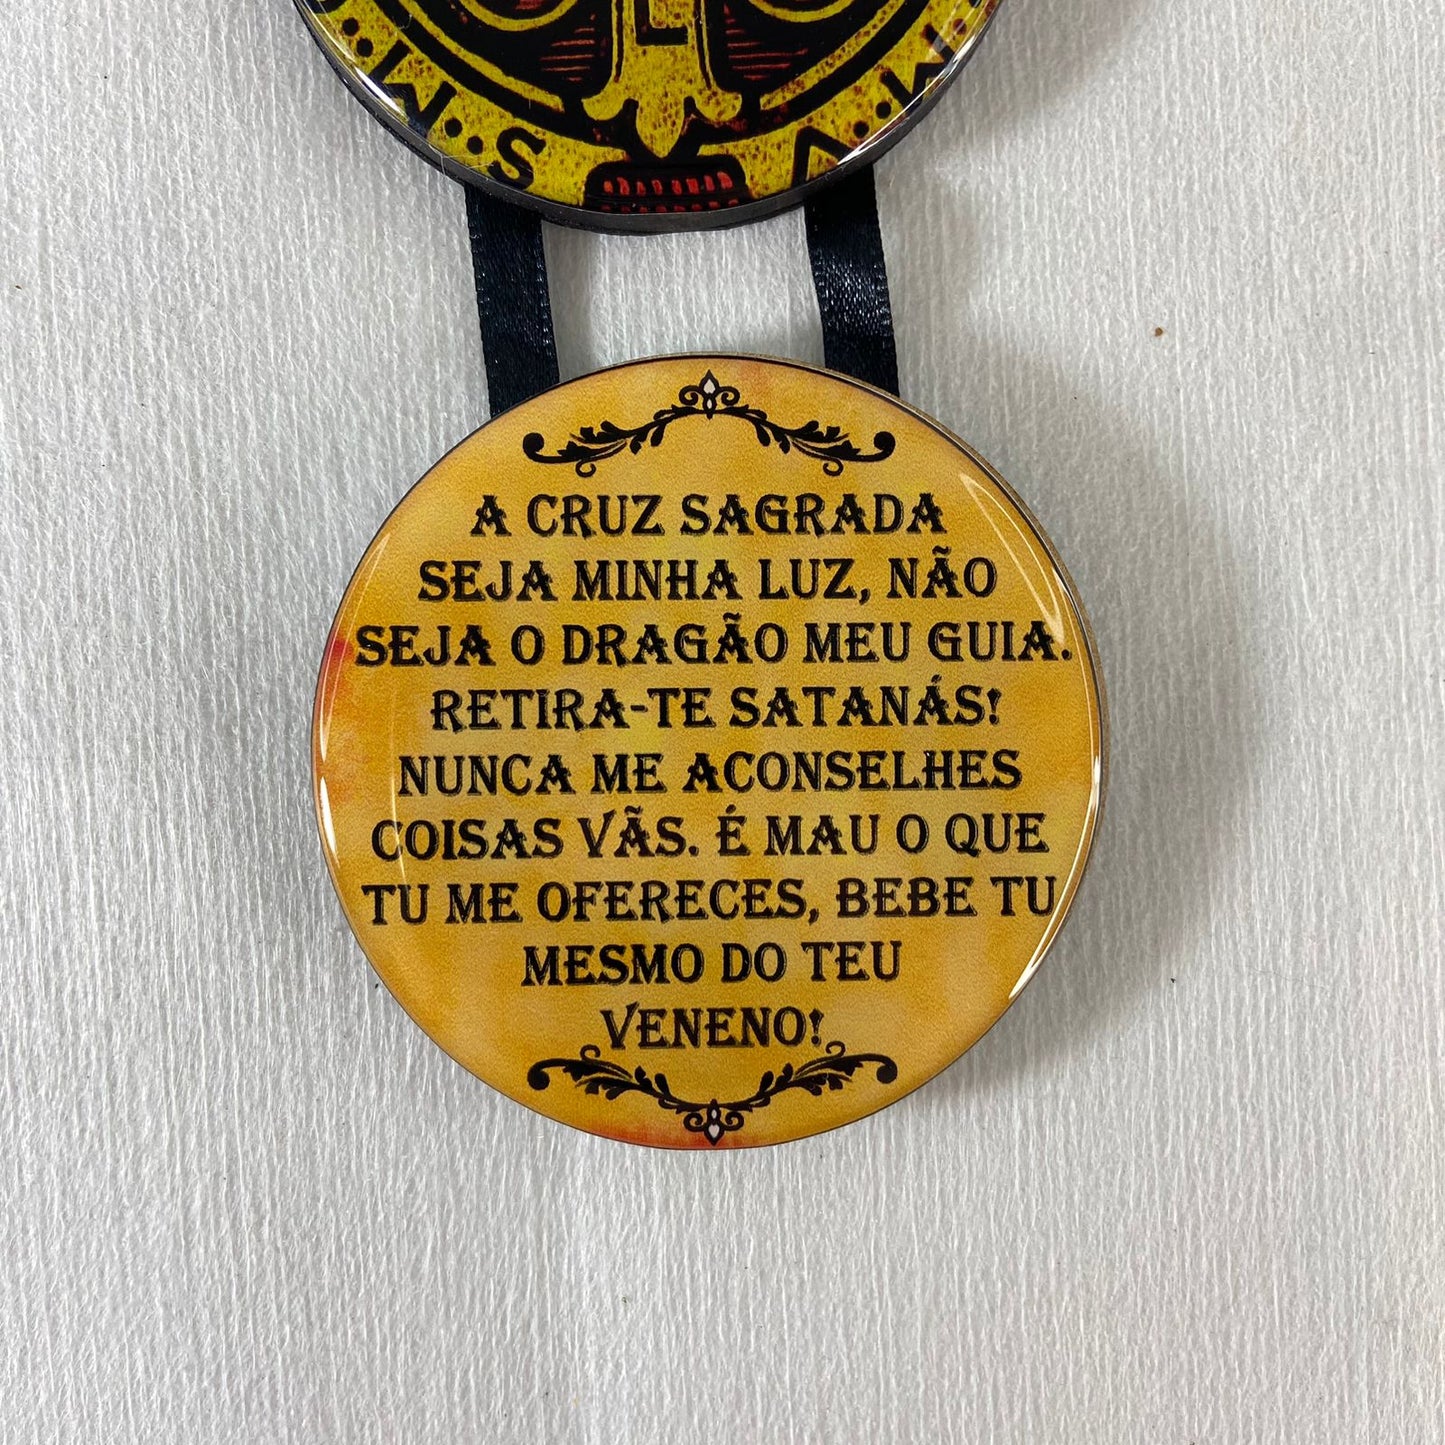 L
S · M · · S
V · M
A CRUZ SAGRADA
SEJA MINHA LUZ, NÃO
SEJA O DRAGÃO MEU GUIA.
RETIRA-TE SATANÁS!
NUNCA ME ACONSELHES
COISAS VÃS. É MAU O QUE
TU ME OFERECES, BEBE TU
MESMO DO TEU
VENENO!